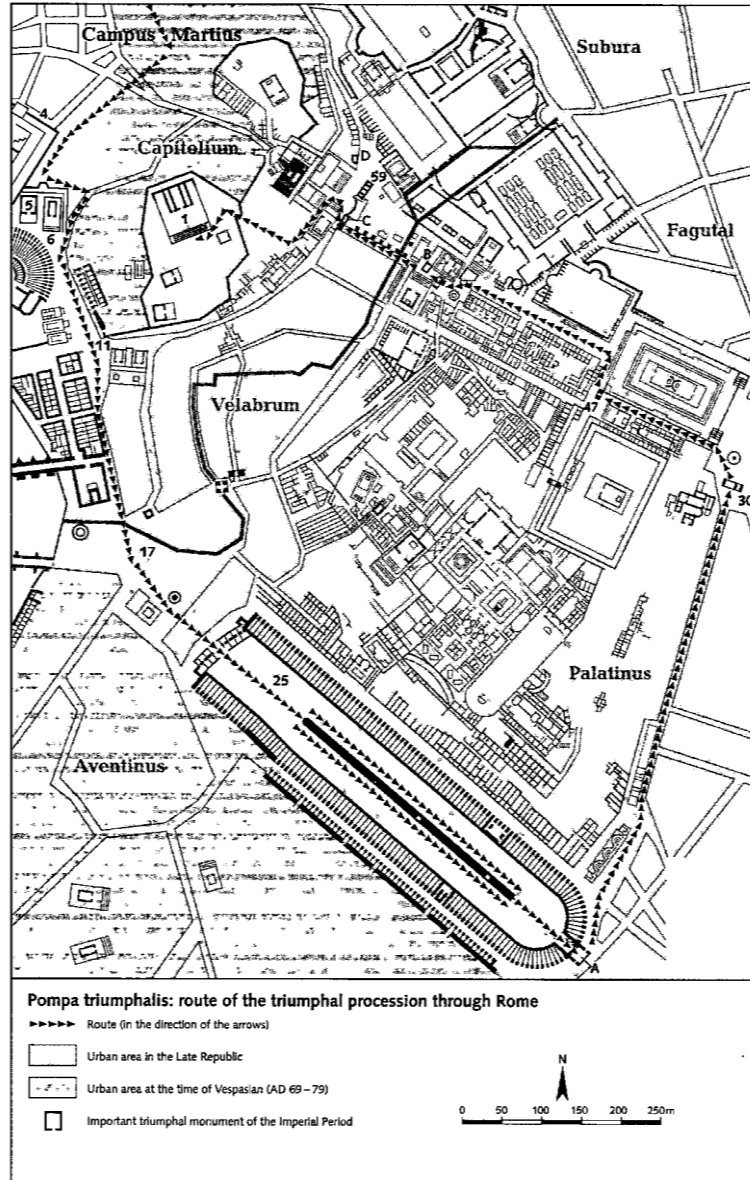 Campus Martius
Subura
A
Capitolium
D
59
5
6
1
C
Fagutal
B
Velabrum
47
30
17
25
Palatinus
Aventinus
A
Pompa triumphalis: route of the triumphal procession through Rome
Route (in the direction of the arrows)
Urban area in the Late Republic
Urban area at the time of Vespasian (AD 69–79)
Important triumphal monument of the Imperial Period
N
0 50 100 150 200 250m